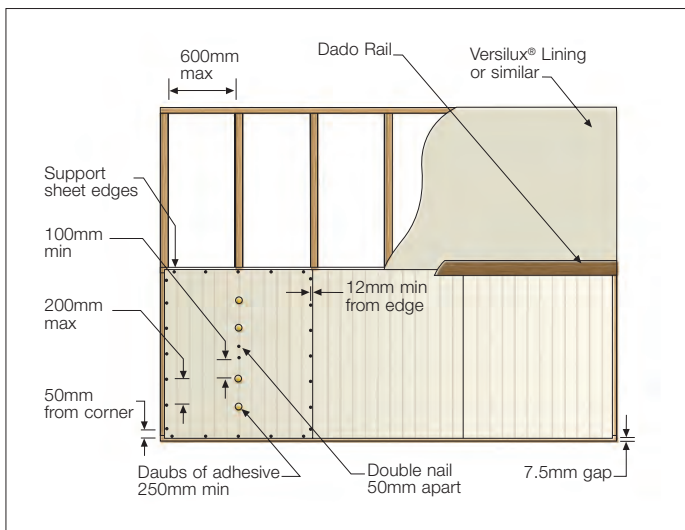 600mm
max
Dado Rail
Versilux® Lining
or similar
Support
sheet edges
100mm
min
12mm min
from edge
200mm
max
50mm
from corner
Daubs of adhesive
250mm min
Double nail
50mm apart
7.5mm gap